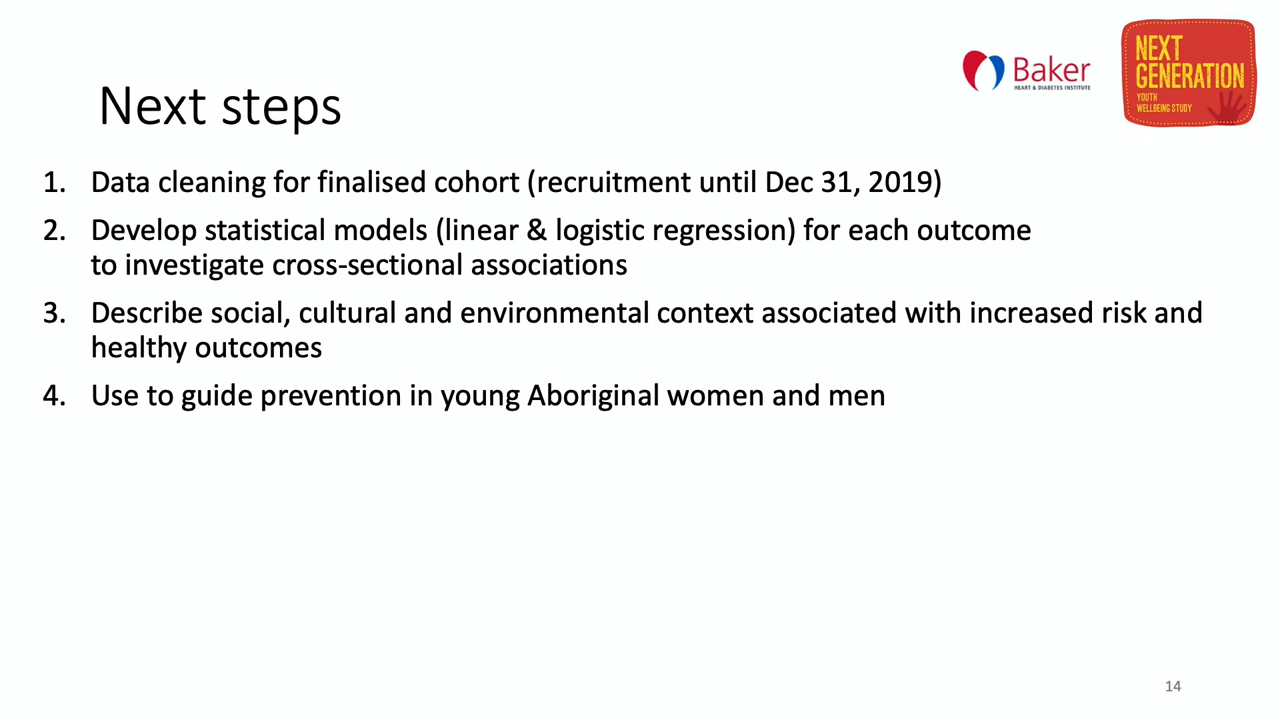 Baker
HEART & DIABETES INSTITUTE
NEXT
GENERATION
YOUTH
WELLBEING STUDY
Next steps
1. Data cleaning for finalised cohort (recruitment until Dec 31, 2019)
2. Develop statistical models (linear & logistic regression) for each outcome
to investigate cross-sectional associations
3. Describe social, cultural and environmental context associated with increased risk and
healthy outcomes
4. Use to guide prevention in young Aboriginal women and men
14